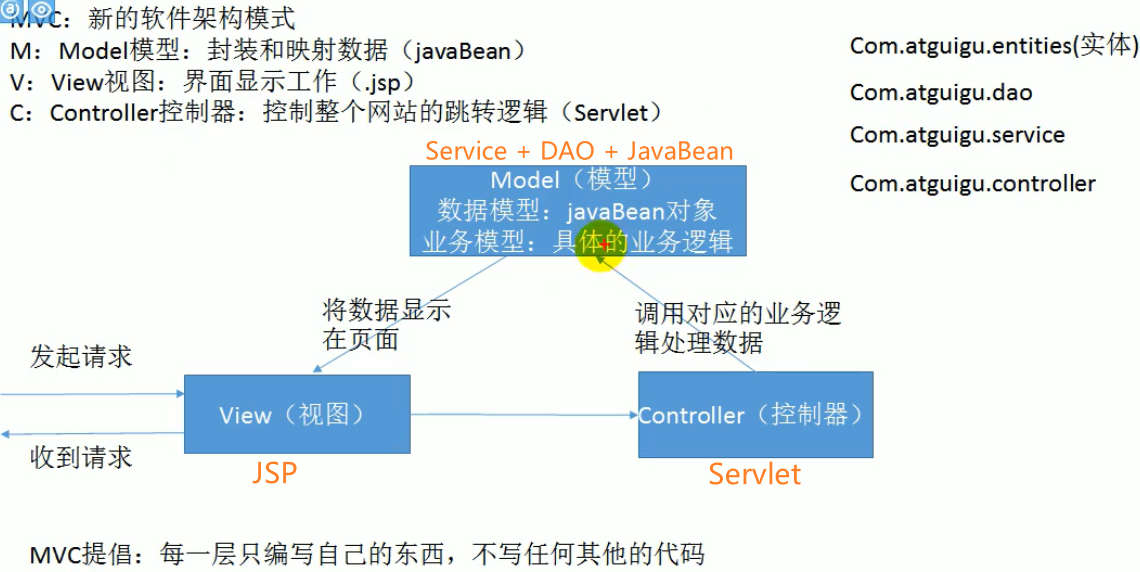 MVC：新的软件架构模式
M：Model模型：封装和映射数据（javaBean）
V：View视图：界面显示工作（.jsp）
C：Controller控制器：控制整个网站的跳转逻辑（Servlet）
Com.atguigu.entities(实体)
Com.atguigu.dao
Com.atguigu.service
Com.atguigu.controller
Service + DAO + JavaBean
Model（模型）
数据模型：javaBean对象
业务模型：具体的业务逻辑
将数据显示
在页面
调用对应的业务逻
辑处理数据
发起请求
View（视图）
Controller（控制器）
收到请求
JSP
Servlet
MVC提倡：每一层只编写自己的东西，不写任何其他的代码